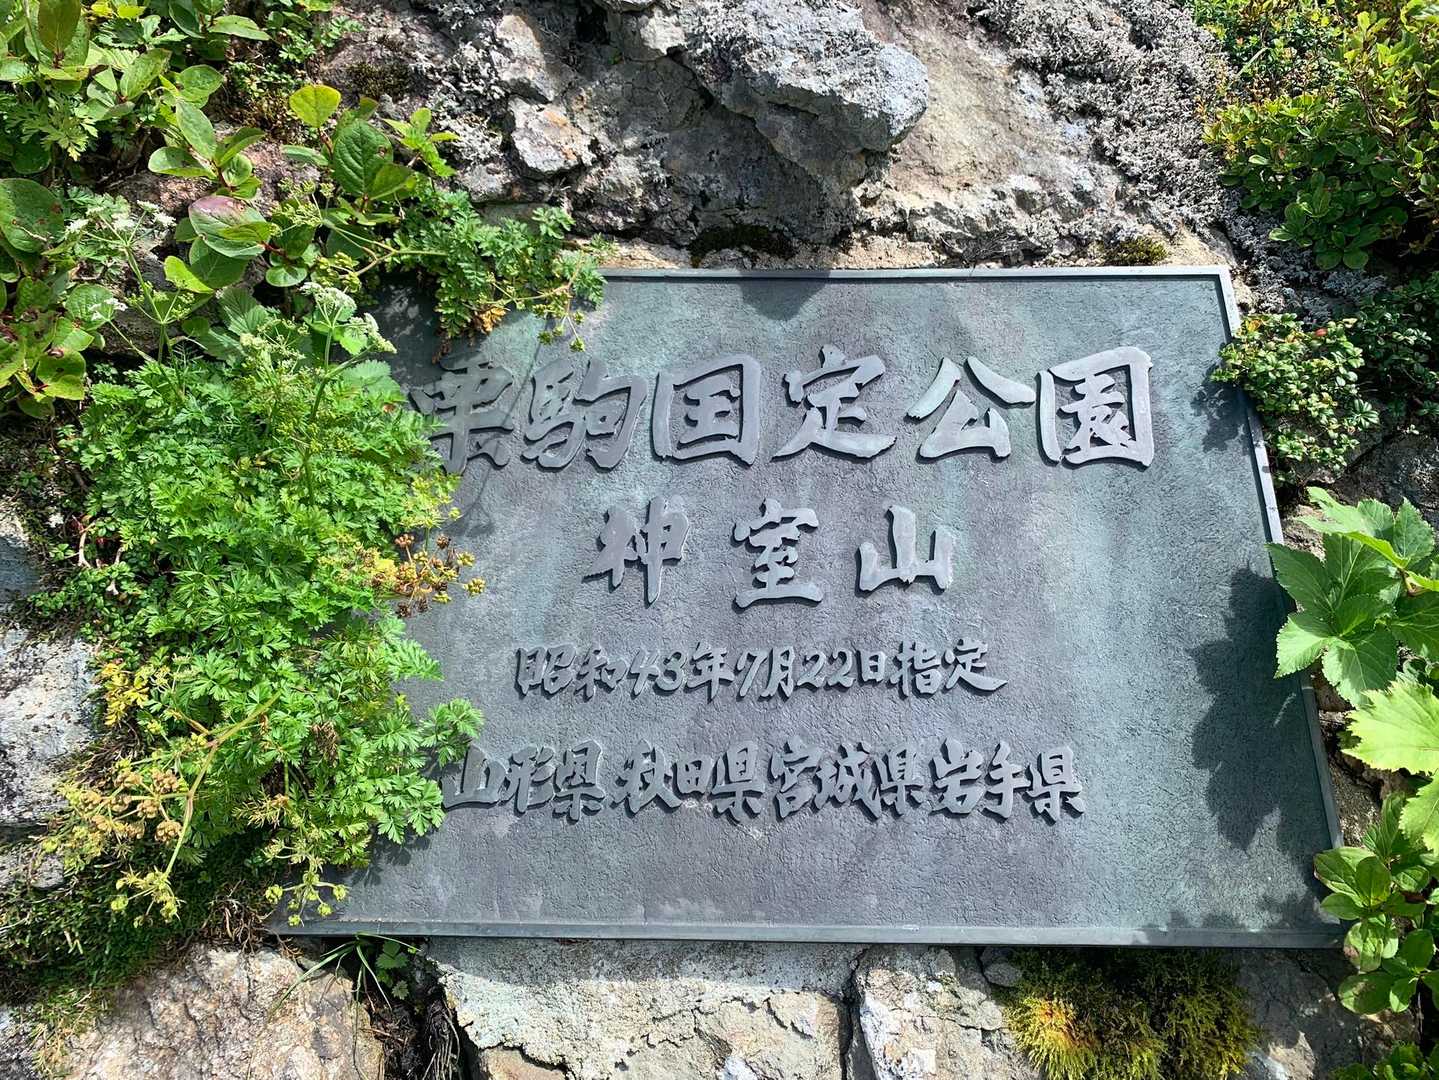 栗駒国定公園
神室山
昭和43年7月22日指定
山形県秋田県宮城県岩手県